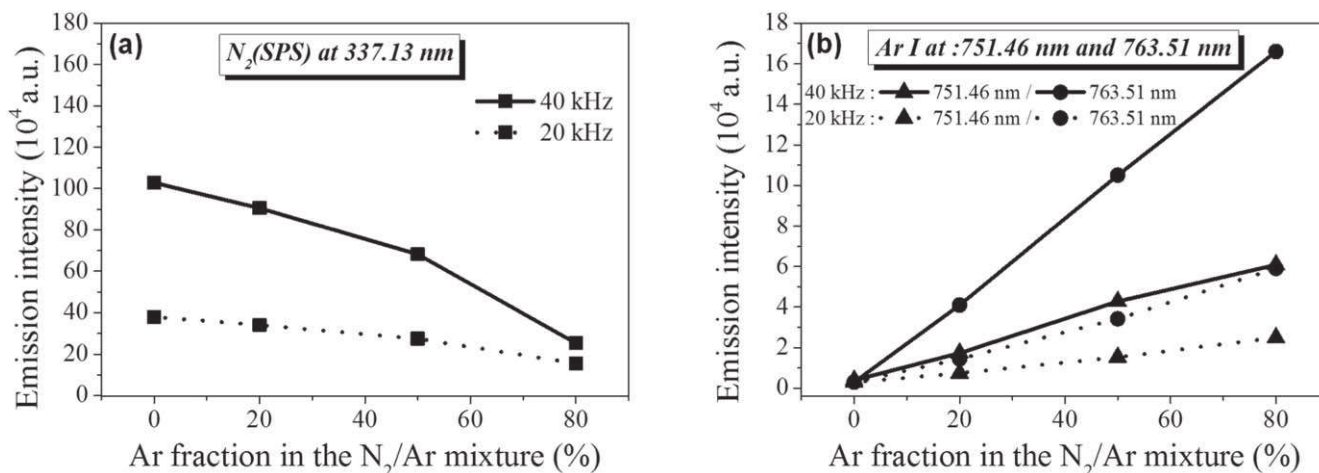 (a)
N₂(SPS) at 337.13 nm
40 kHz
20 kHz
Emission intensity (10⁴ a.u.)
180
160
140
120
100
80
60
40
20
0
0 20 40 60 80
Ar fraction in the N₂/Ar mixture (%)
(b)
Ar I at :751.46 nm and 763.51 nm
40 kHz : 751.46 nm / 763.51 nm
20 kHz : 751.46 nm / 763.51 nm
Emission intensity (10⁴ a.u.)
18
16
14
12
10
8
6
4
2
0
0 20 40 60 80
Ar fraction in the N₂/Ar mixture (%)